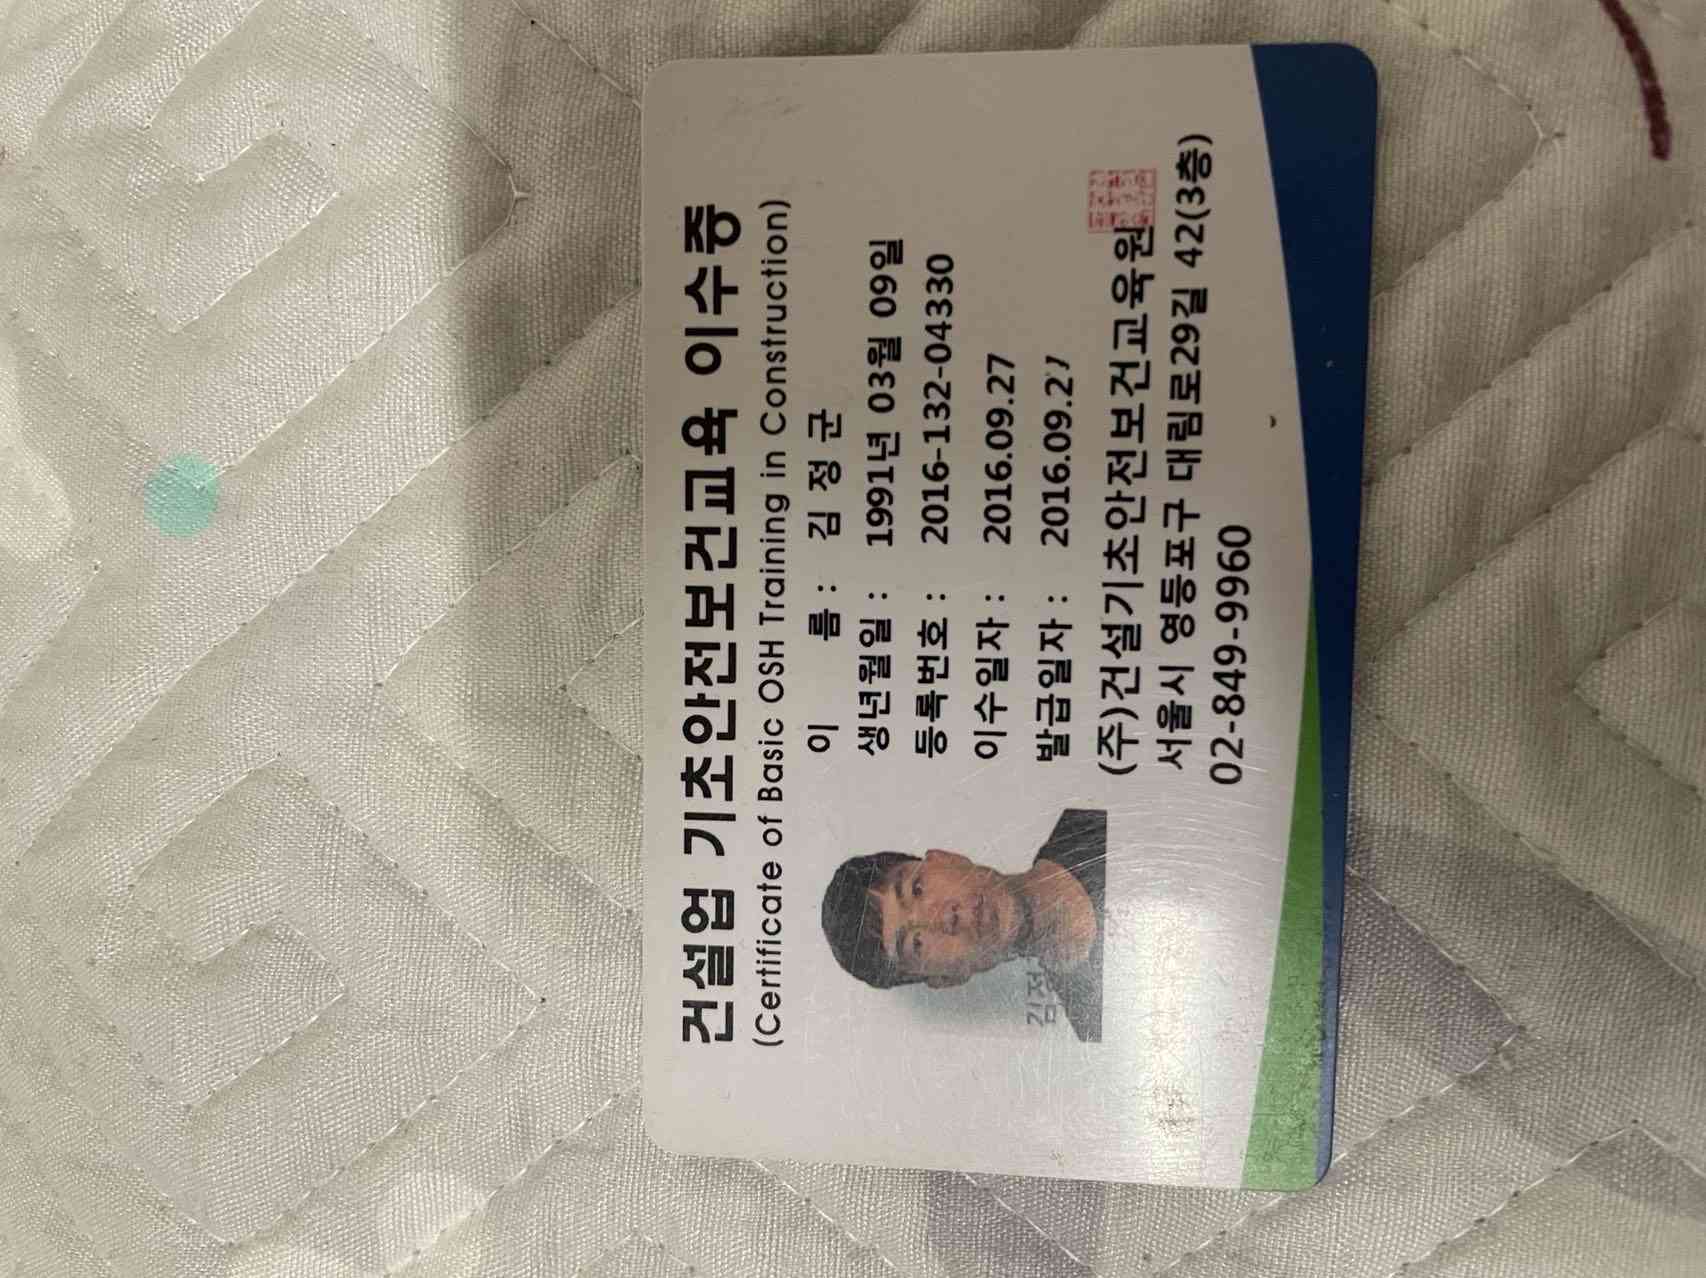 건설업 기초안전보건교육 이수증
(Certificate of Basic OSH Training in Construction)
이 름 : 김 정 군
생년월일 : 1991년 03월 09일
등록번호 : 2016-132-04330
이수일자 : 2016.09.27
발급일자 : 2016.09.27
(주)건설기초안전보건교육원
서울시 영등포구 대림로29길 42(3층)
02-849-9960